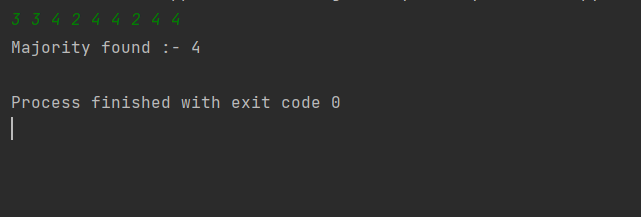 3 3 4 2 4 4 2 4 4
Majority found :- 4
Process finished with exit code 0